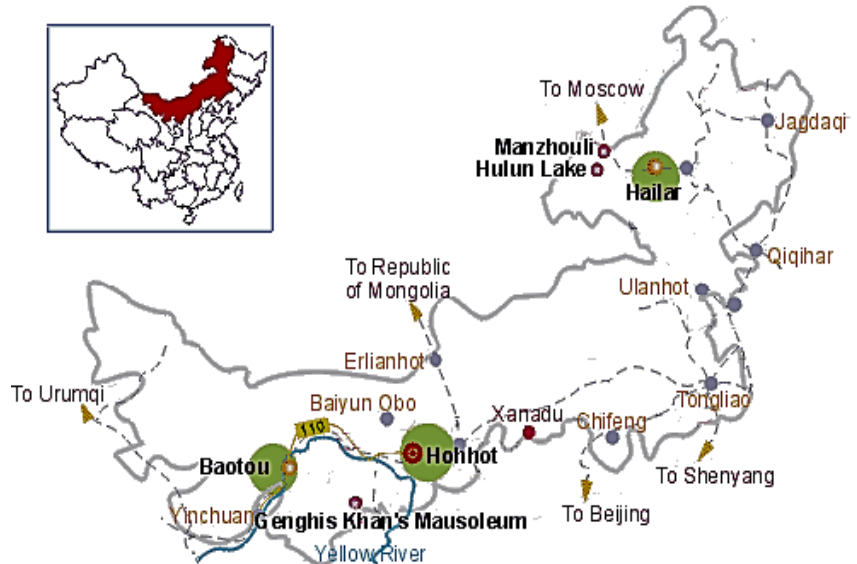 To Moscow
Jagdaqi
Manzhouli
Hulun Lake
Hailar
Qiqihar
To Republic
of Mongolia
Ulanhot
Erlianhot
To Urumqi
Baiyun Obo
Tongliao
Xanadu
Chifeng
110
Hohhot
Baotou
To Shenyang
Yinchuan
Genghis Khan's Mausoleum
To Beijing
Yellow River